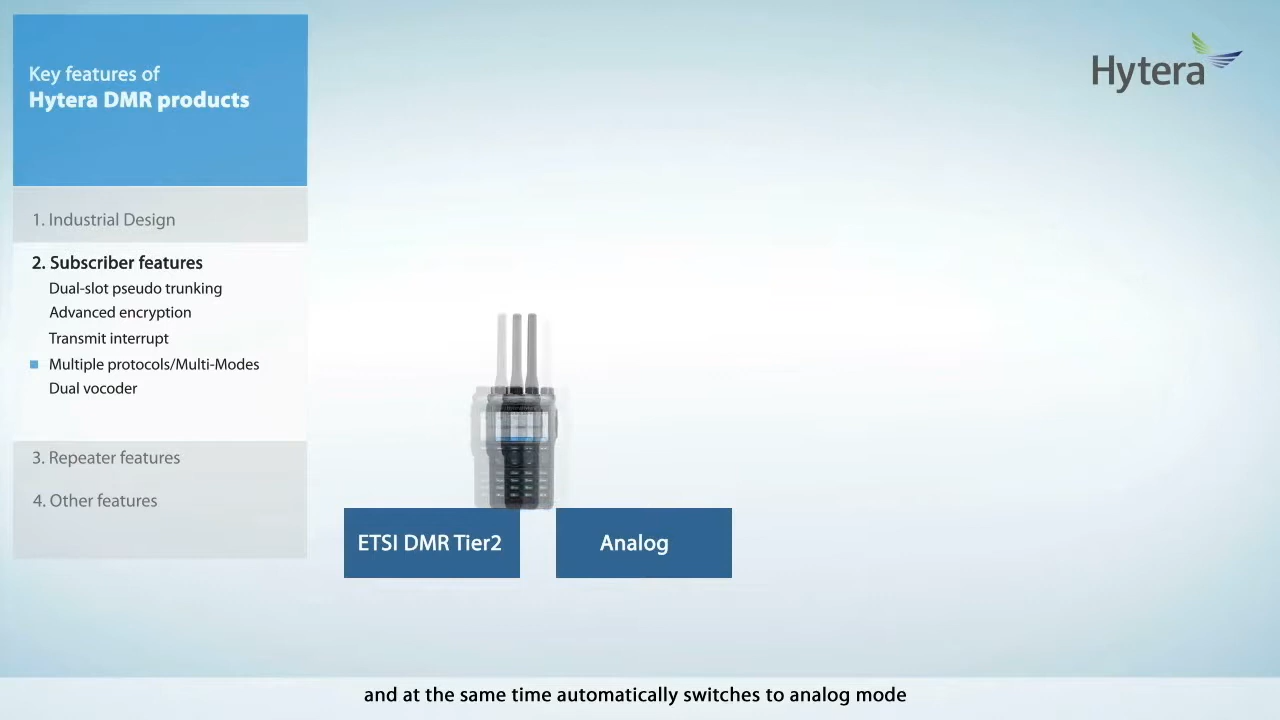 Key features of
Hytera DMR products
Hytera
1. Industrial Design
2. Subscriber features
Dual-slot pseudo trunking
Advanced encryption
Transmit interrupt
Multiple protocols/Multi-Modes
Dual vocoder
3. Repeater features
4. Other features
ETSI DMR Tier2
Analog
and at the same time automatically switches to analog mode